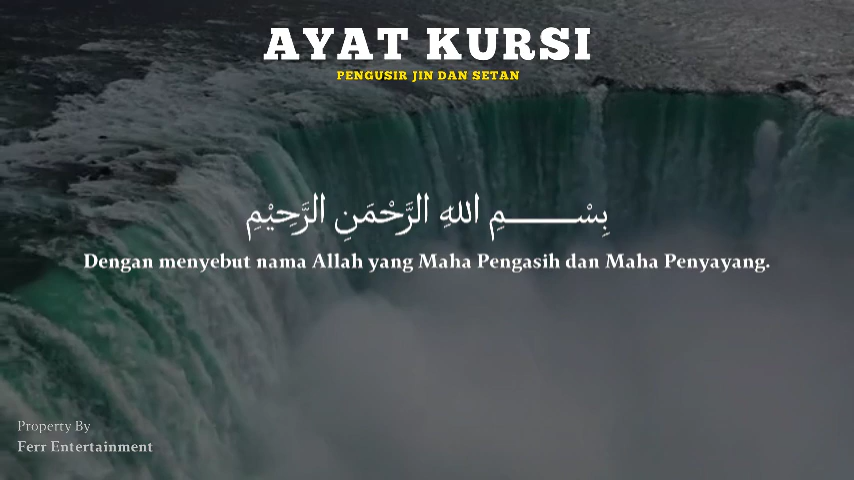 AYAT KURSI
PENGUSIR JIN DAN SETAN
بِسْـــــــــمِ اللهِ الرَّحْمَنِ الرَّحِيْمِ
Dengan menyebut nama Allah yang Maha Pengasih dan Maha Penyayang.
Property By
Ferr Entertainment